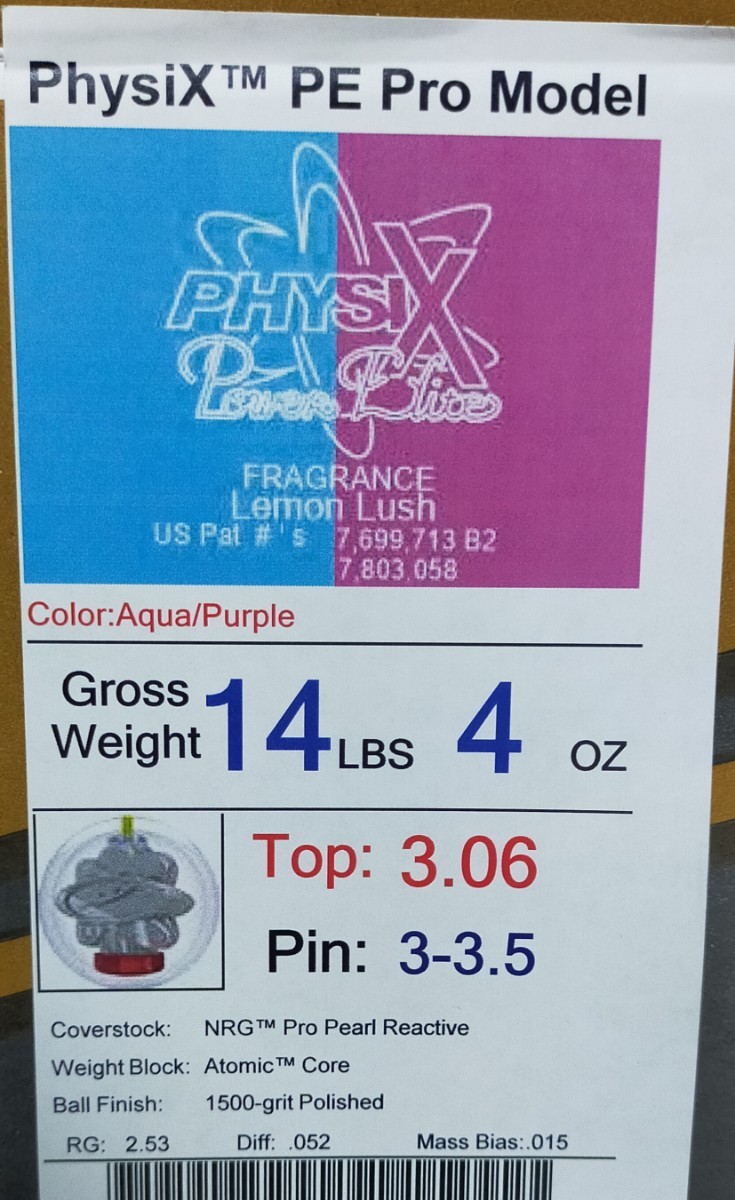 PhysiX™ PE Pro Model
PHYSIX
Power Elite
FRAGRANCE
Lemon Lush
US Pat #'s 7,699,713 B2
7,803,058
Color:Aqua/Purple
Gross Weight 14 LBS 4 OZ
Top: 3.06
Pin: 3-3.5
Coverstock: NRG™ Pro Pearl Reactive
Weight Block: Atomic™ Core
Ball Finish: 1500-grit Polished
RG: 2.53 Diff: .052 Mass Bias:.015